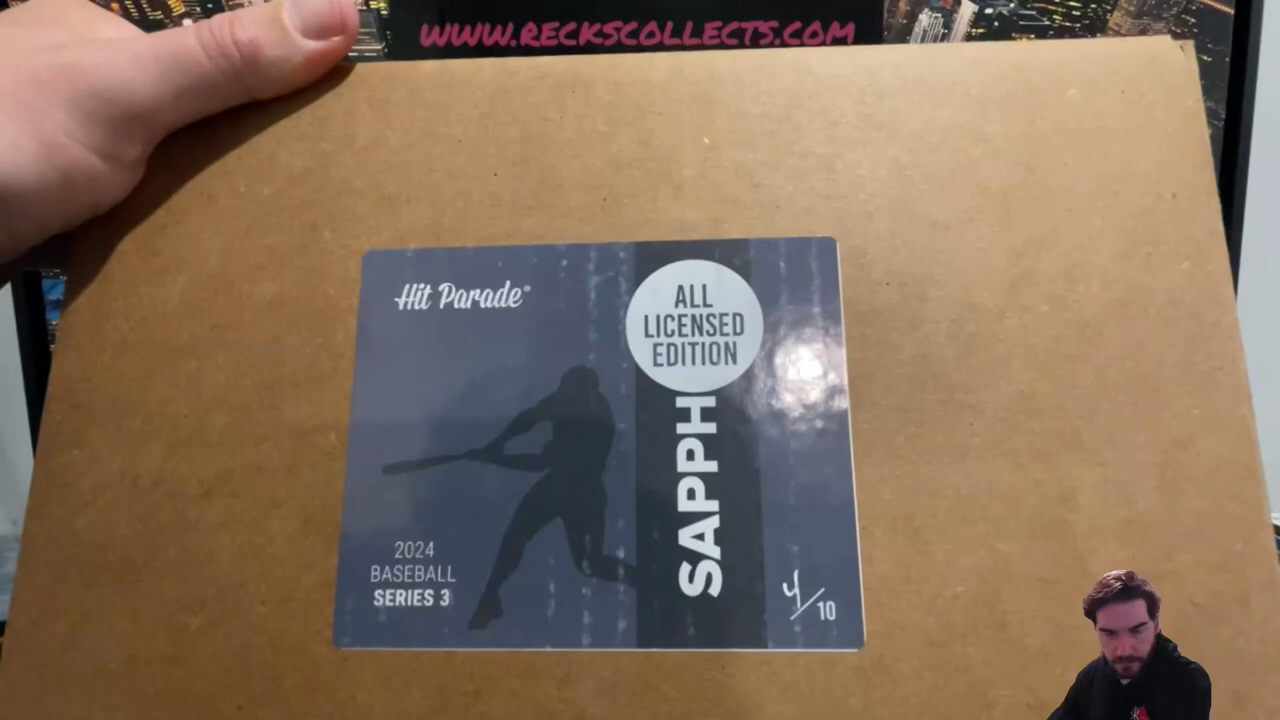 WWW.RECKSCOLLECTS.COM
Hit Parade®
ALL
LICENSED
EDITION
SAPPH
2024
BASEBALL
SERIES 3
4/10